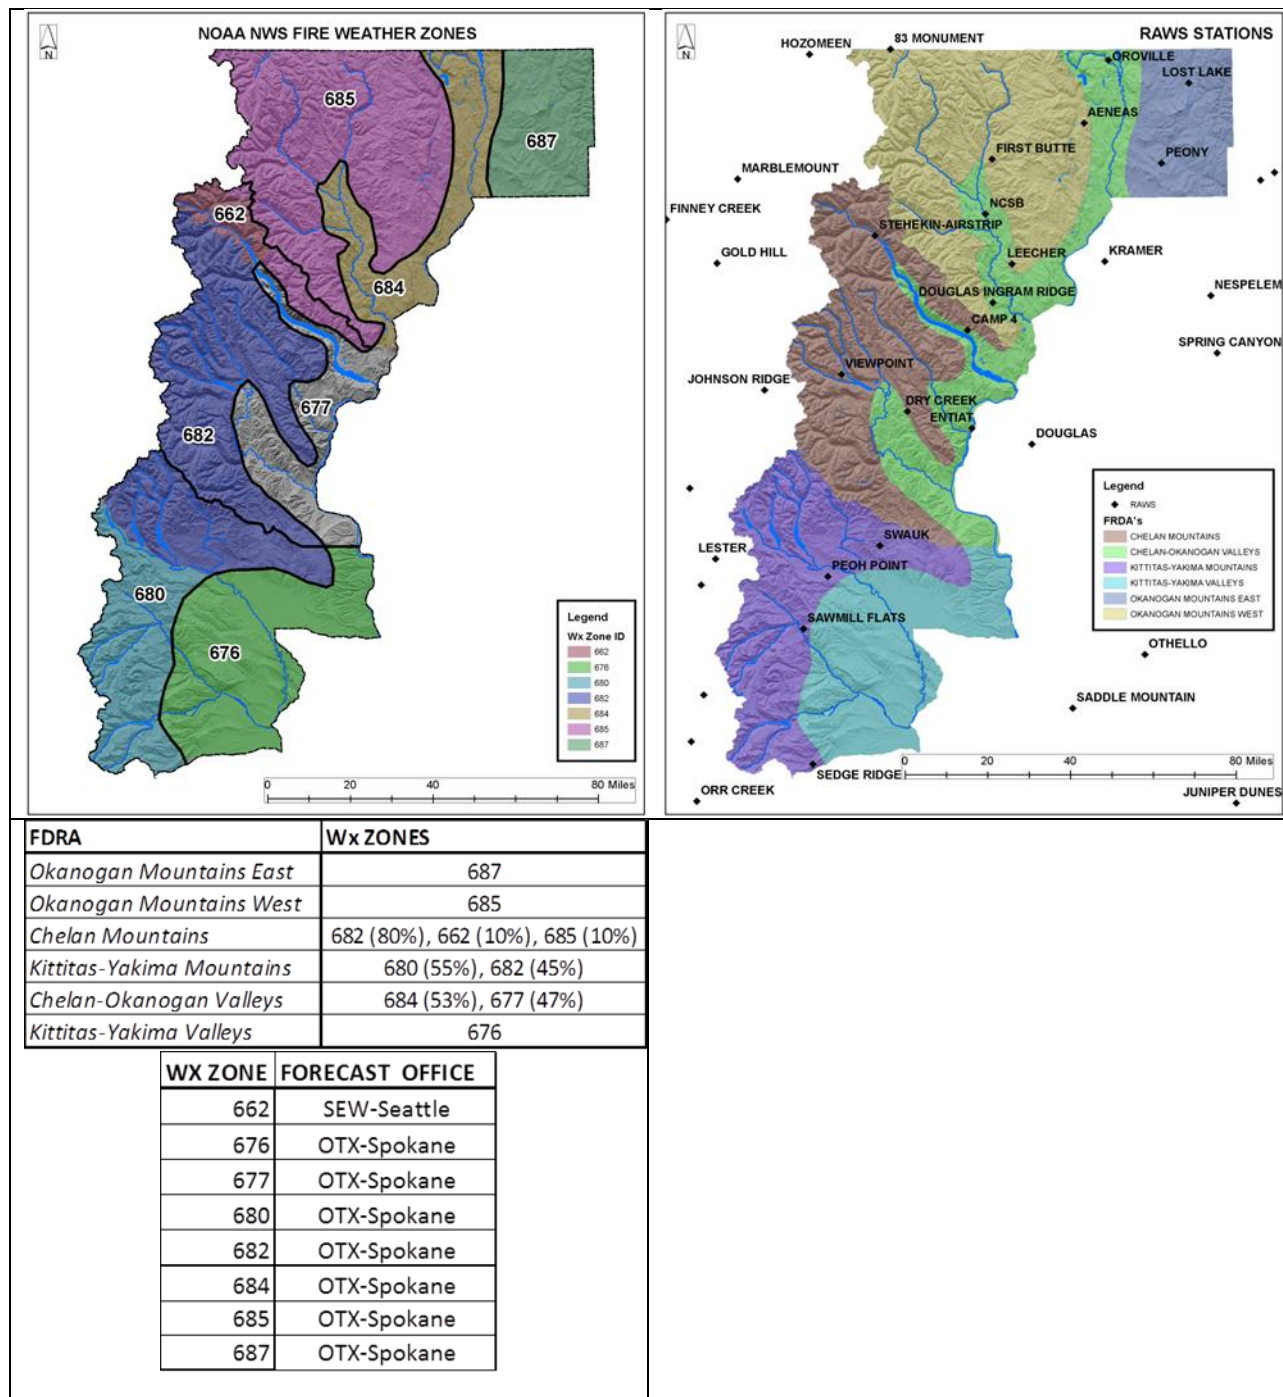 NOAA NWS FIRE WEATHER ZONES
N
685
687
662
684
677
682
680
676
Legend
Wx Zone ID
662
676
680
682
684
685
687
0 20 40 80 Miles
RAWS STATIONS
N
HOZOMEEN
83 MONUMENT
OROVILLE
LOST LAKE
AENEAS
FIRST BUTTE
PEONY
MARBLEMOUNT
FINNEY CREEK
NCSB
STEHEKIN-AIRSTRIP
GOLD HILL
LEECHER
KRAMER
NESPELEM
DOUGLAS INGRAM RIDGE
CAMP 4
SPRING CANYON
VIEWPOINT
JOHNSON RIDGE
DRY CREEK
ENTIAT
DOUGLAS
Legend
RAWS
FRDA's
CHELAN MOUNTAINS
CHELAN-OKANOGAN VALLEYS
KITTITAS-YAKIMA MOUNTAINS
KITTITAS-YAKIMA VALLEYS
OKANOGAN MOUNTAINS EAST
OKANOGAN MOUNTAINS WEST
SWAUK
LESTER
PEOH POINT
SAWMILL FLATS
OTHELLO
SADDLE MOUNTAIN
SEDGE RIDGE
0 20 40 80 Miles
ORR CREEK
JUNIPER DUNES
FDRA Wx ZONES
Okanogan Mountains East 687
Okanogan Mountains West 685
Chelan Mountains 682 (80%), 662 (10%), 685 (10%)
Kittitas-Yakima Mountains 680 (55%), 682 (45%)
Chelan-Okanogan Valleys 684 (53%), 677 (47%)
Kittitas-Yakima Valleys 676
WX ZONE FORECAST OFFICE
662 SEW-Seattle
676 OTX-Spokane
677 OTX-Spokane
680 OTX-Spokane
682 OTX-Spokane
684 OTX-Spokane
685 OTX-Spokane
687 OTX-Spokane